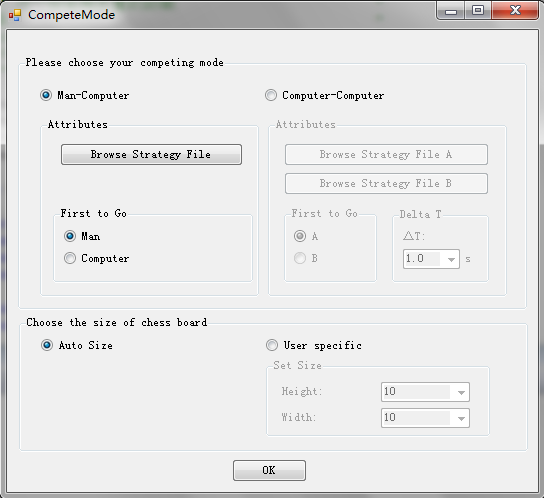 CompeteMode
Please choose your competing mode
Man-Computer
Computer-Computer
Attributes
Browse Strategy File
First to Go
Man
Computer
Attributes
Browse Strategy File A
Browse Strategy File B
First to Go
A
B
Delta T
△T:
1.0 s
Choose the size of chess board
Auto Size
User specific
Set Size
Height: 10
Width: 10
OK